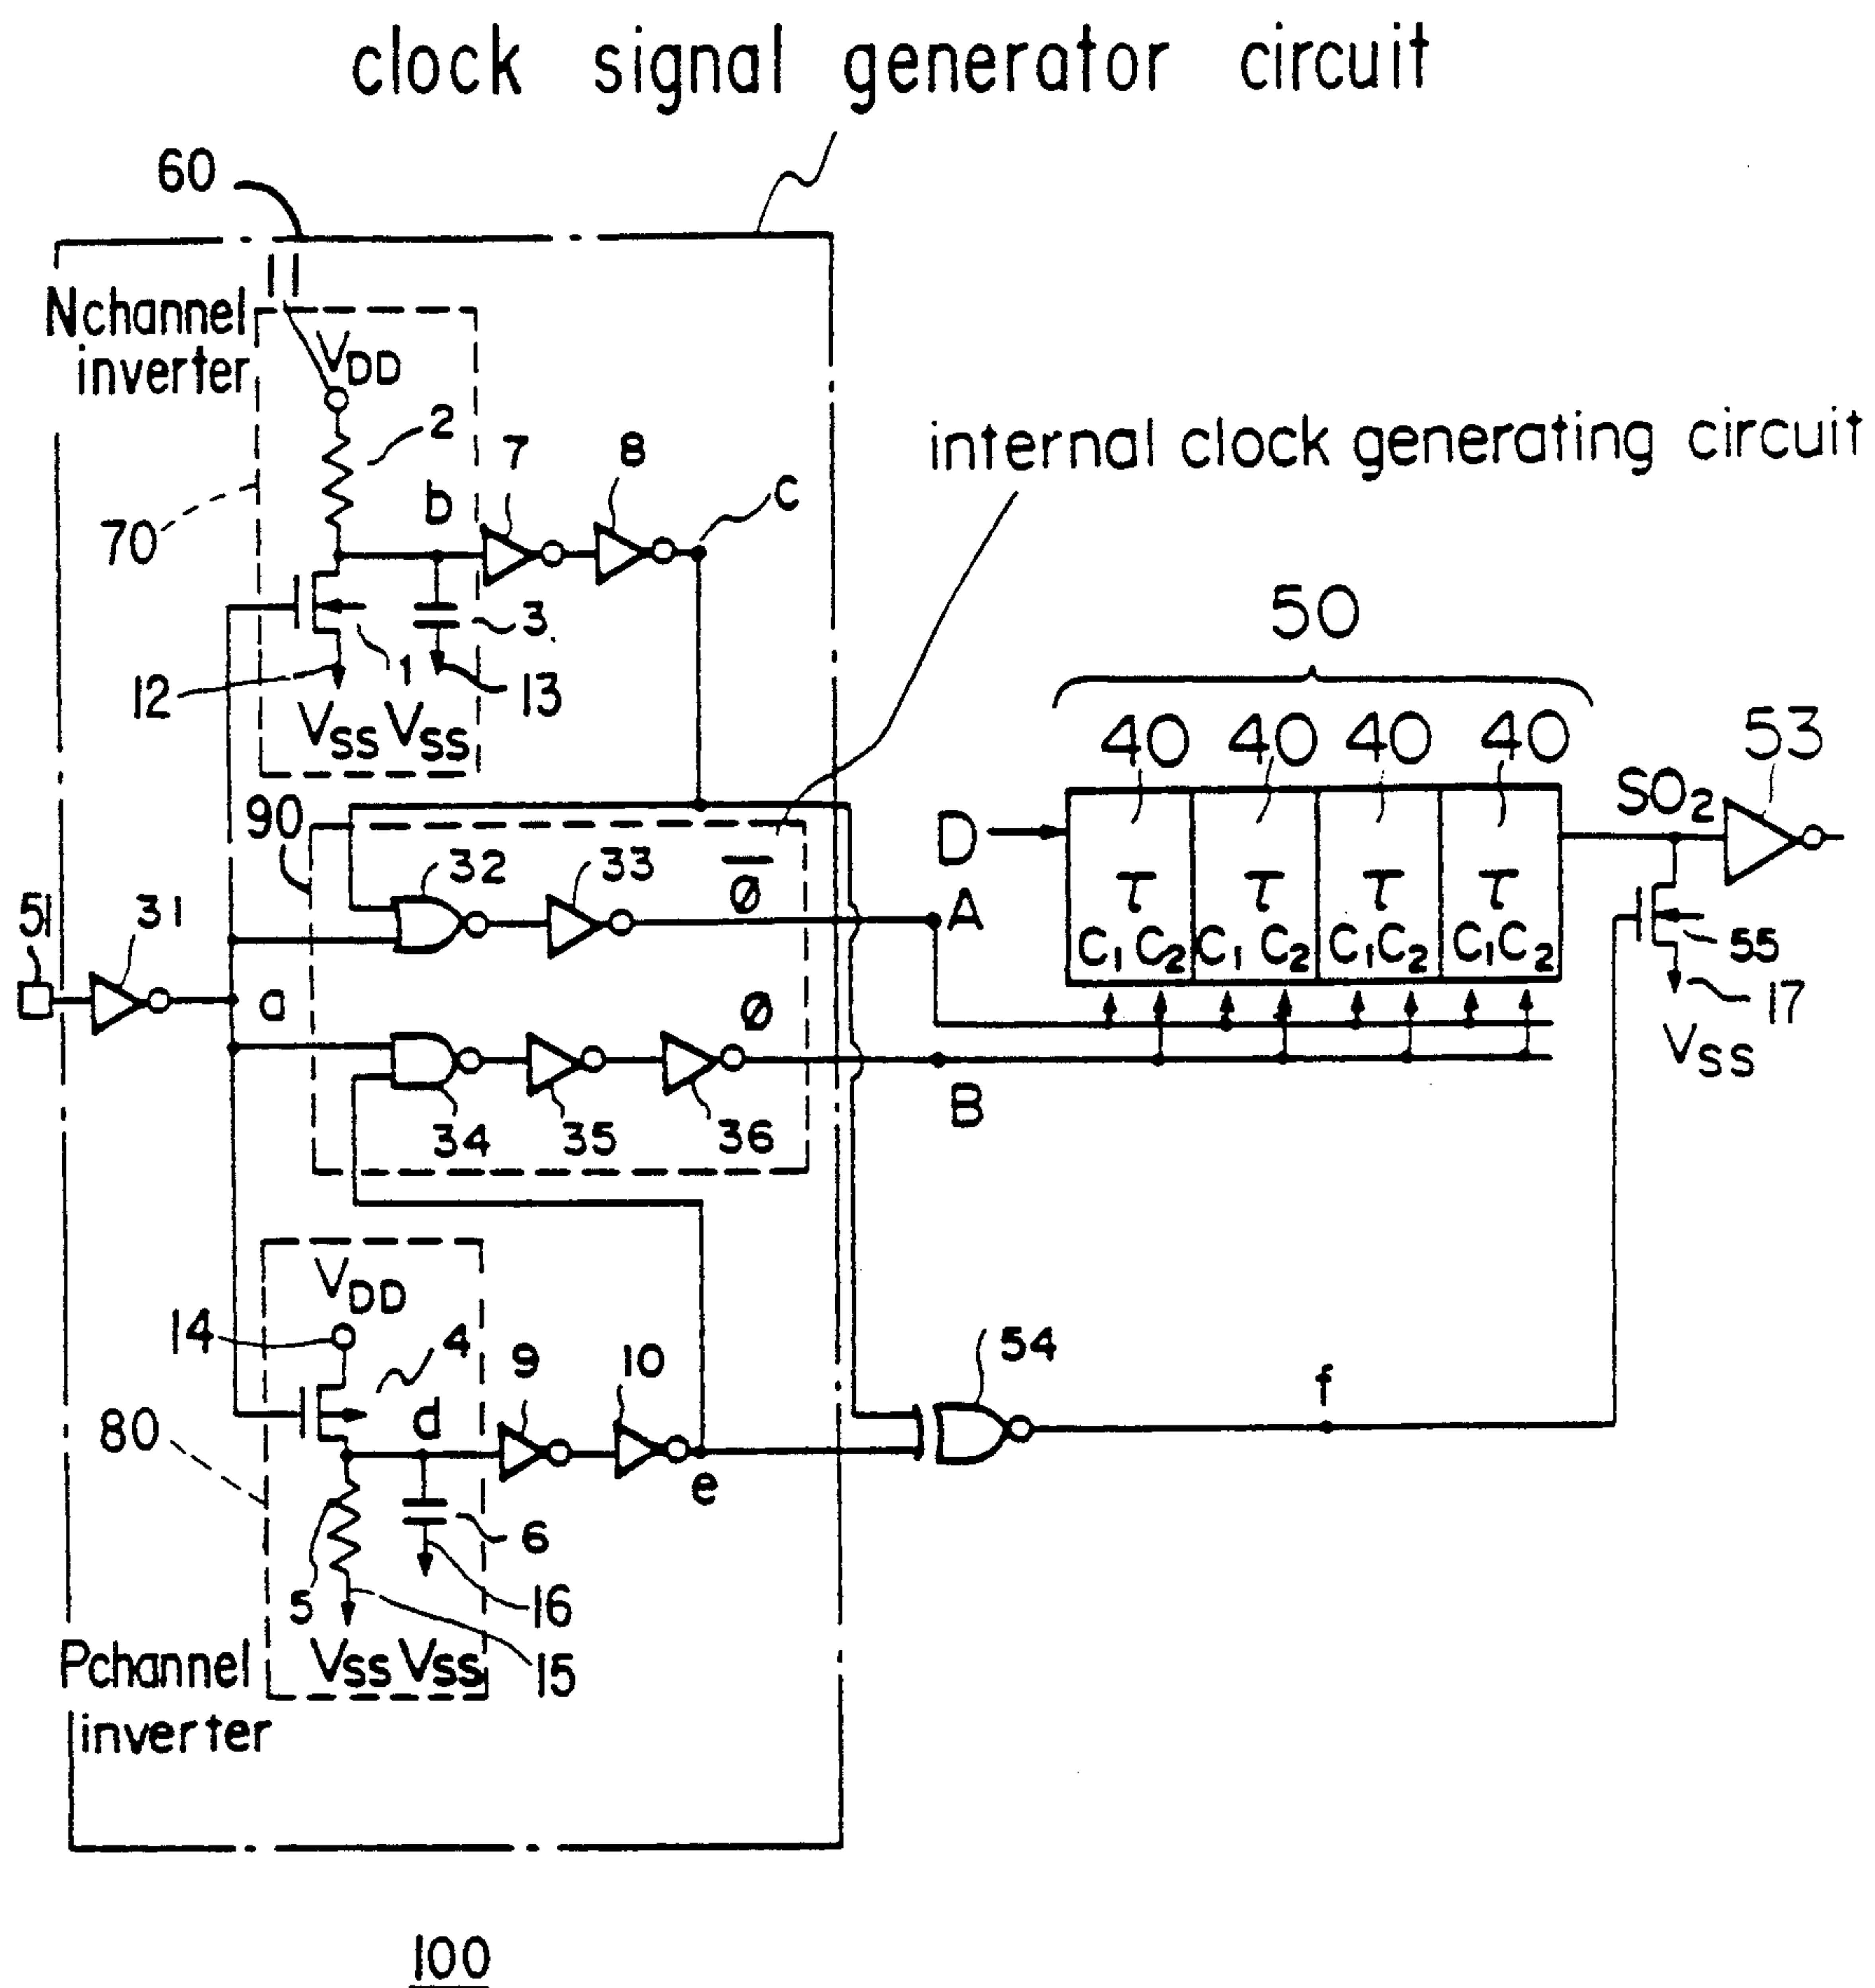 clock signal generator circuit
60
11
Nchannel
inverter
VDD
2
b
7
8
c
internal clock generating circuit
70
3
1
12
13
VSS VSS
50
40 40 40 40
53
SO2
90
32
33
Ø
D
A
τ τ τ τ
C1 C2 C1 C2 C1 C2 C1 C2
55
17
VSS
51
31
a
Ø
B
34
35
36
VDD
14
4
d
9
10
e
54
f
80
5
6
16
15
VSS VSS
Pchannel
inverter
100